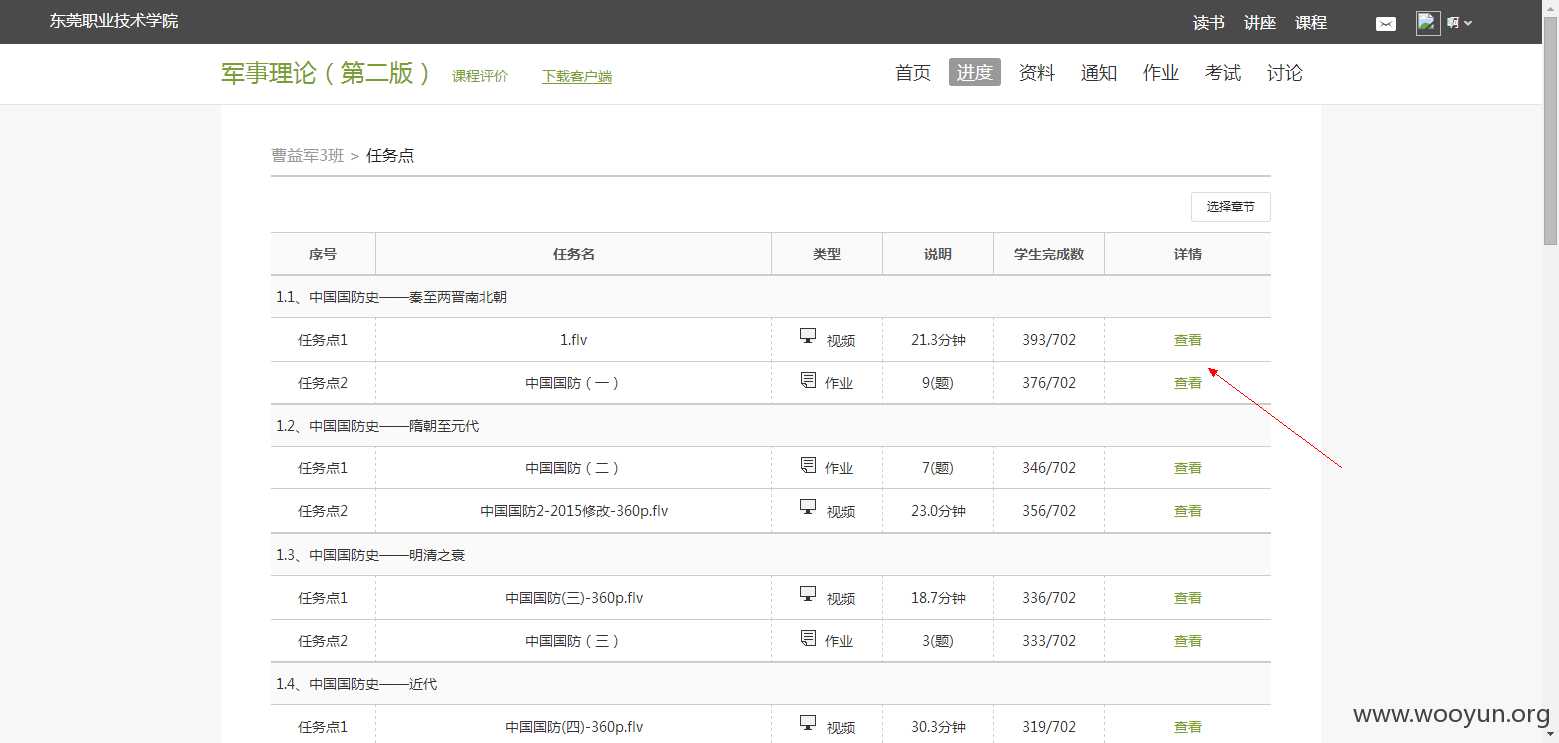 东莞职业技术学院 读书 讲座 课程
军事理论（第二版） 课程评价 下载客户端 首页 进度 资料 通知 作业 考试 讨论
曹益军3班 > 任务点
选择章节
序号 任务名 类型 说明 学生完成数 详情
1.1、中国国防史——秦至两晋南北朝
任务点1 1.flv 视频 21.3分钟 393/702 查看
任务点2 中国国防（一） 作业 9(题) 376/702 查看
1.2、中国国防史——隋朝至元代
任务点1 中国国防（二） 作业 7(题) 346/702 查看
任务点2 中国国防2-2015修改-360p.flv 视频 23.0分钟 356/702 查看
1.3、中国国防史——明清之衰
任务点1 中国国防(三)-360p.flv 视频 18.7分钟 336/702 查看
任务点2 中国国防（三） 作业 3(题) 333/702 查看
1.4、中国国防史——近代
任务点1 中国国防(四)-360p.flv 视频 30.3分钟 319/702 查看
www.wooyun.org